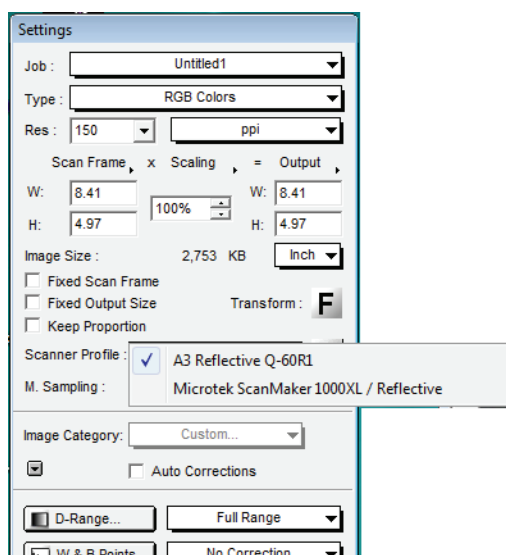 Settings
Job : Untitled1
Type : RGB Colors
Res : 150 ppi
Scan Frame x Scaling = Output
W: 8.41 100% W: 8.41
H: 4.97 H: 4.97
Image Size : 2,753 KB Inch
Fixed Scan Frame
Fixed Output Size Transform : F
Keep Proportion
Scanner Profile : A3 Reflective Q-60R1
M. Sampling : Microtek ScanMaker 1000XL / Reflective
Image Category: Custom...
Auto Corrections
D-Range... Full Range
W & B Points No Correction